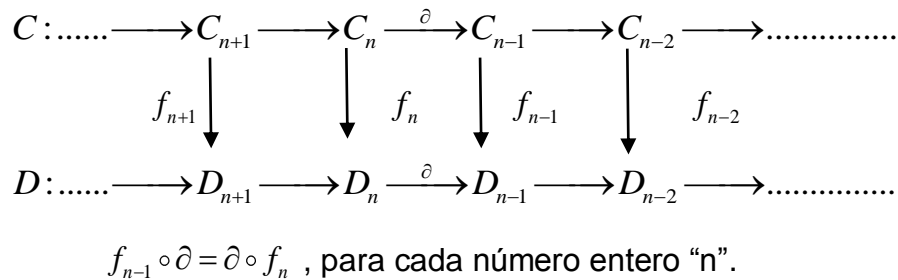 C:......⟶C_{n+1}⟶C_n ⟶^∂ C_{n-1}⟶C_{n-2}⟶...............
f_{n+1} f_n f_{n-1} f_{n-2}
D:......⟶D_{n+1}⟶D_n ⟶^∂ D_{n-1}⟶D_{n-2}⟶...............
f_{n-1}∘∂=∂∘f_n , para cada número entero “n”.